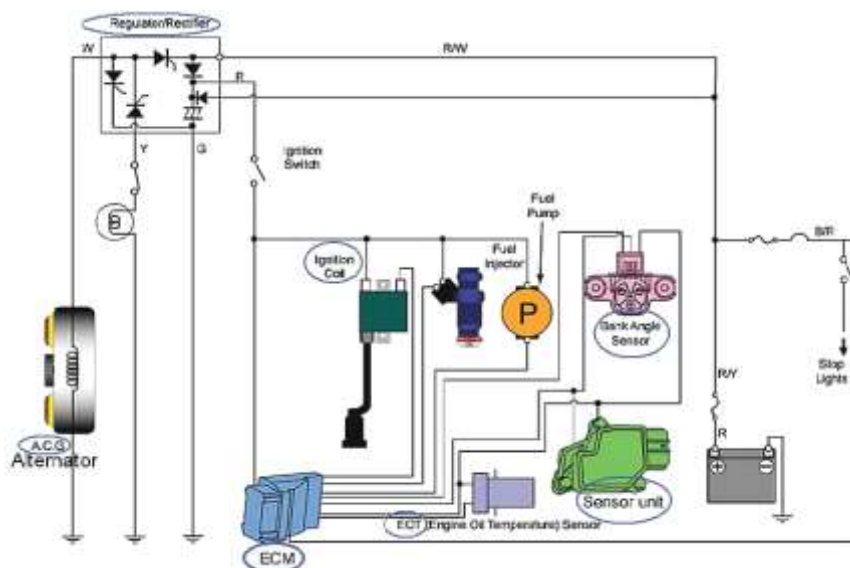 Regulator/Rectifier
W
R/W
R
Y
G
Ignition
Switch
Fuel
Pump
Ignition
Coil
Fuel
Injector
P
Bank Angle
Sensor
B/R
Stop
Lights
R/Y
R
+
−
A.C.G
Alternator
Sensor unit
ECT (Engine Oil Temperature) Sensor
ECM